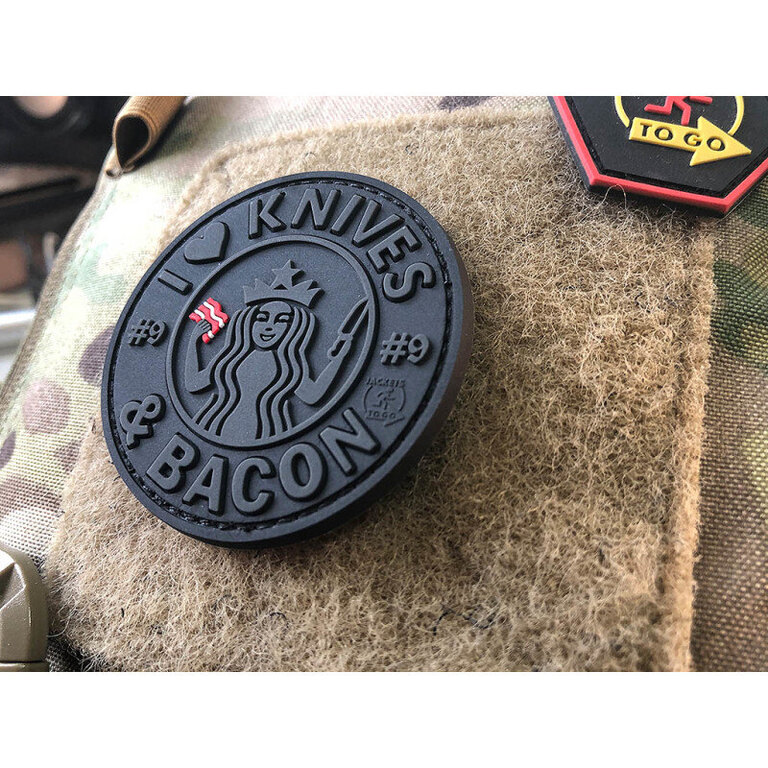 I ♥ KNIVES
#9
#9
& BACON
JACKETS
TO GO
TO GO